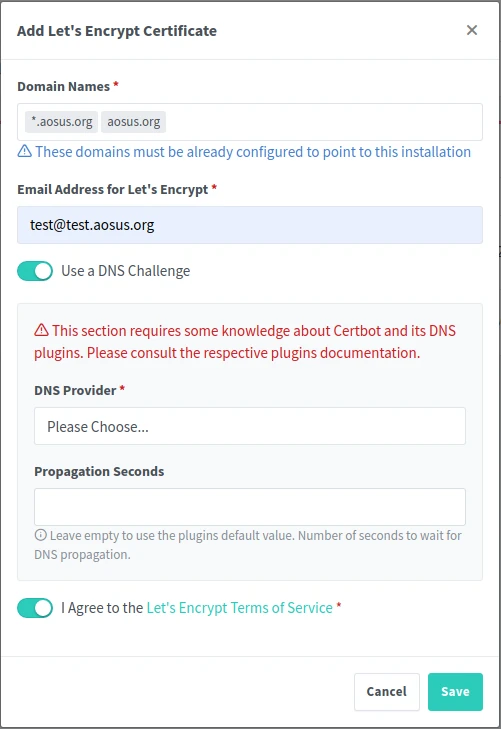 Add Let's Encrypt Certificate
Domain Names *
*.aosus.org aosus.org
These domains must be already configured to point to this installation
Email Address for Let's Encrypt *
test@test.aosus.org
Use a DNS Challenge
This section requires some knowledge about Certbot and its DNS
plugins. Please consult the respective plugins documentation.
DNS Provider *
Please Choose...
Propagation Seconds
Leave empty to use the plugins default value. Number of seconds to wait for
DNS propagation.
I Agree to the Let's Encrypt Terms of Service *
Cancel Save